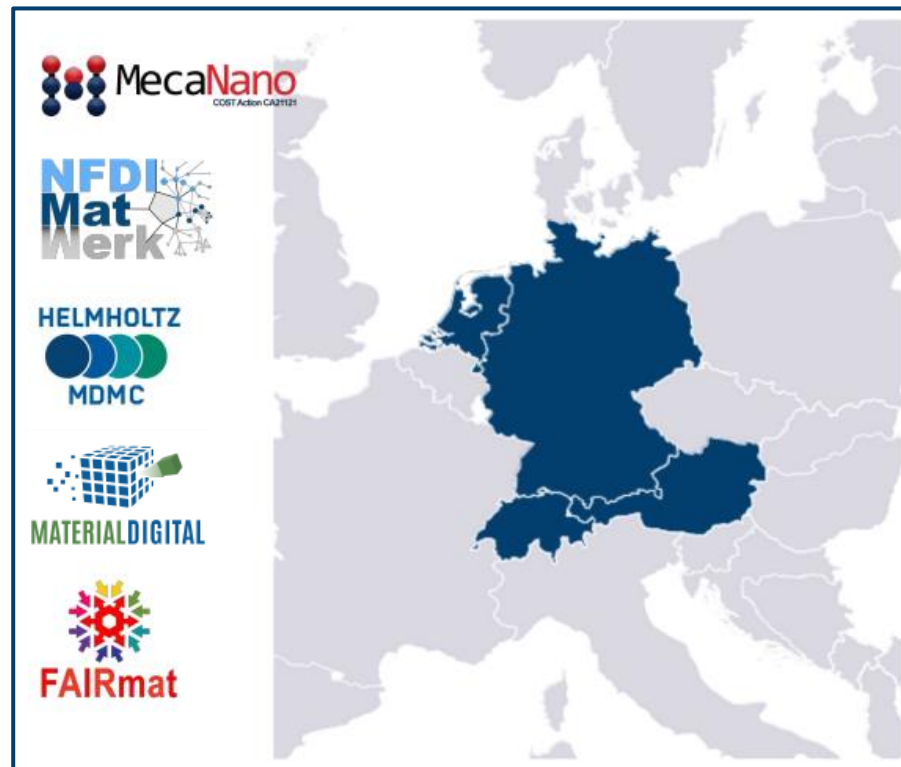 MecaNano
COST Action CA21121
NFDI
Mat
Werk
HELMHOLTZ
MDMC
MATERIALDIGITAL
FAIRmat